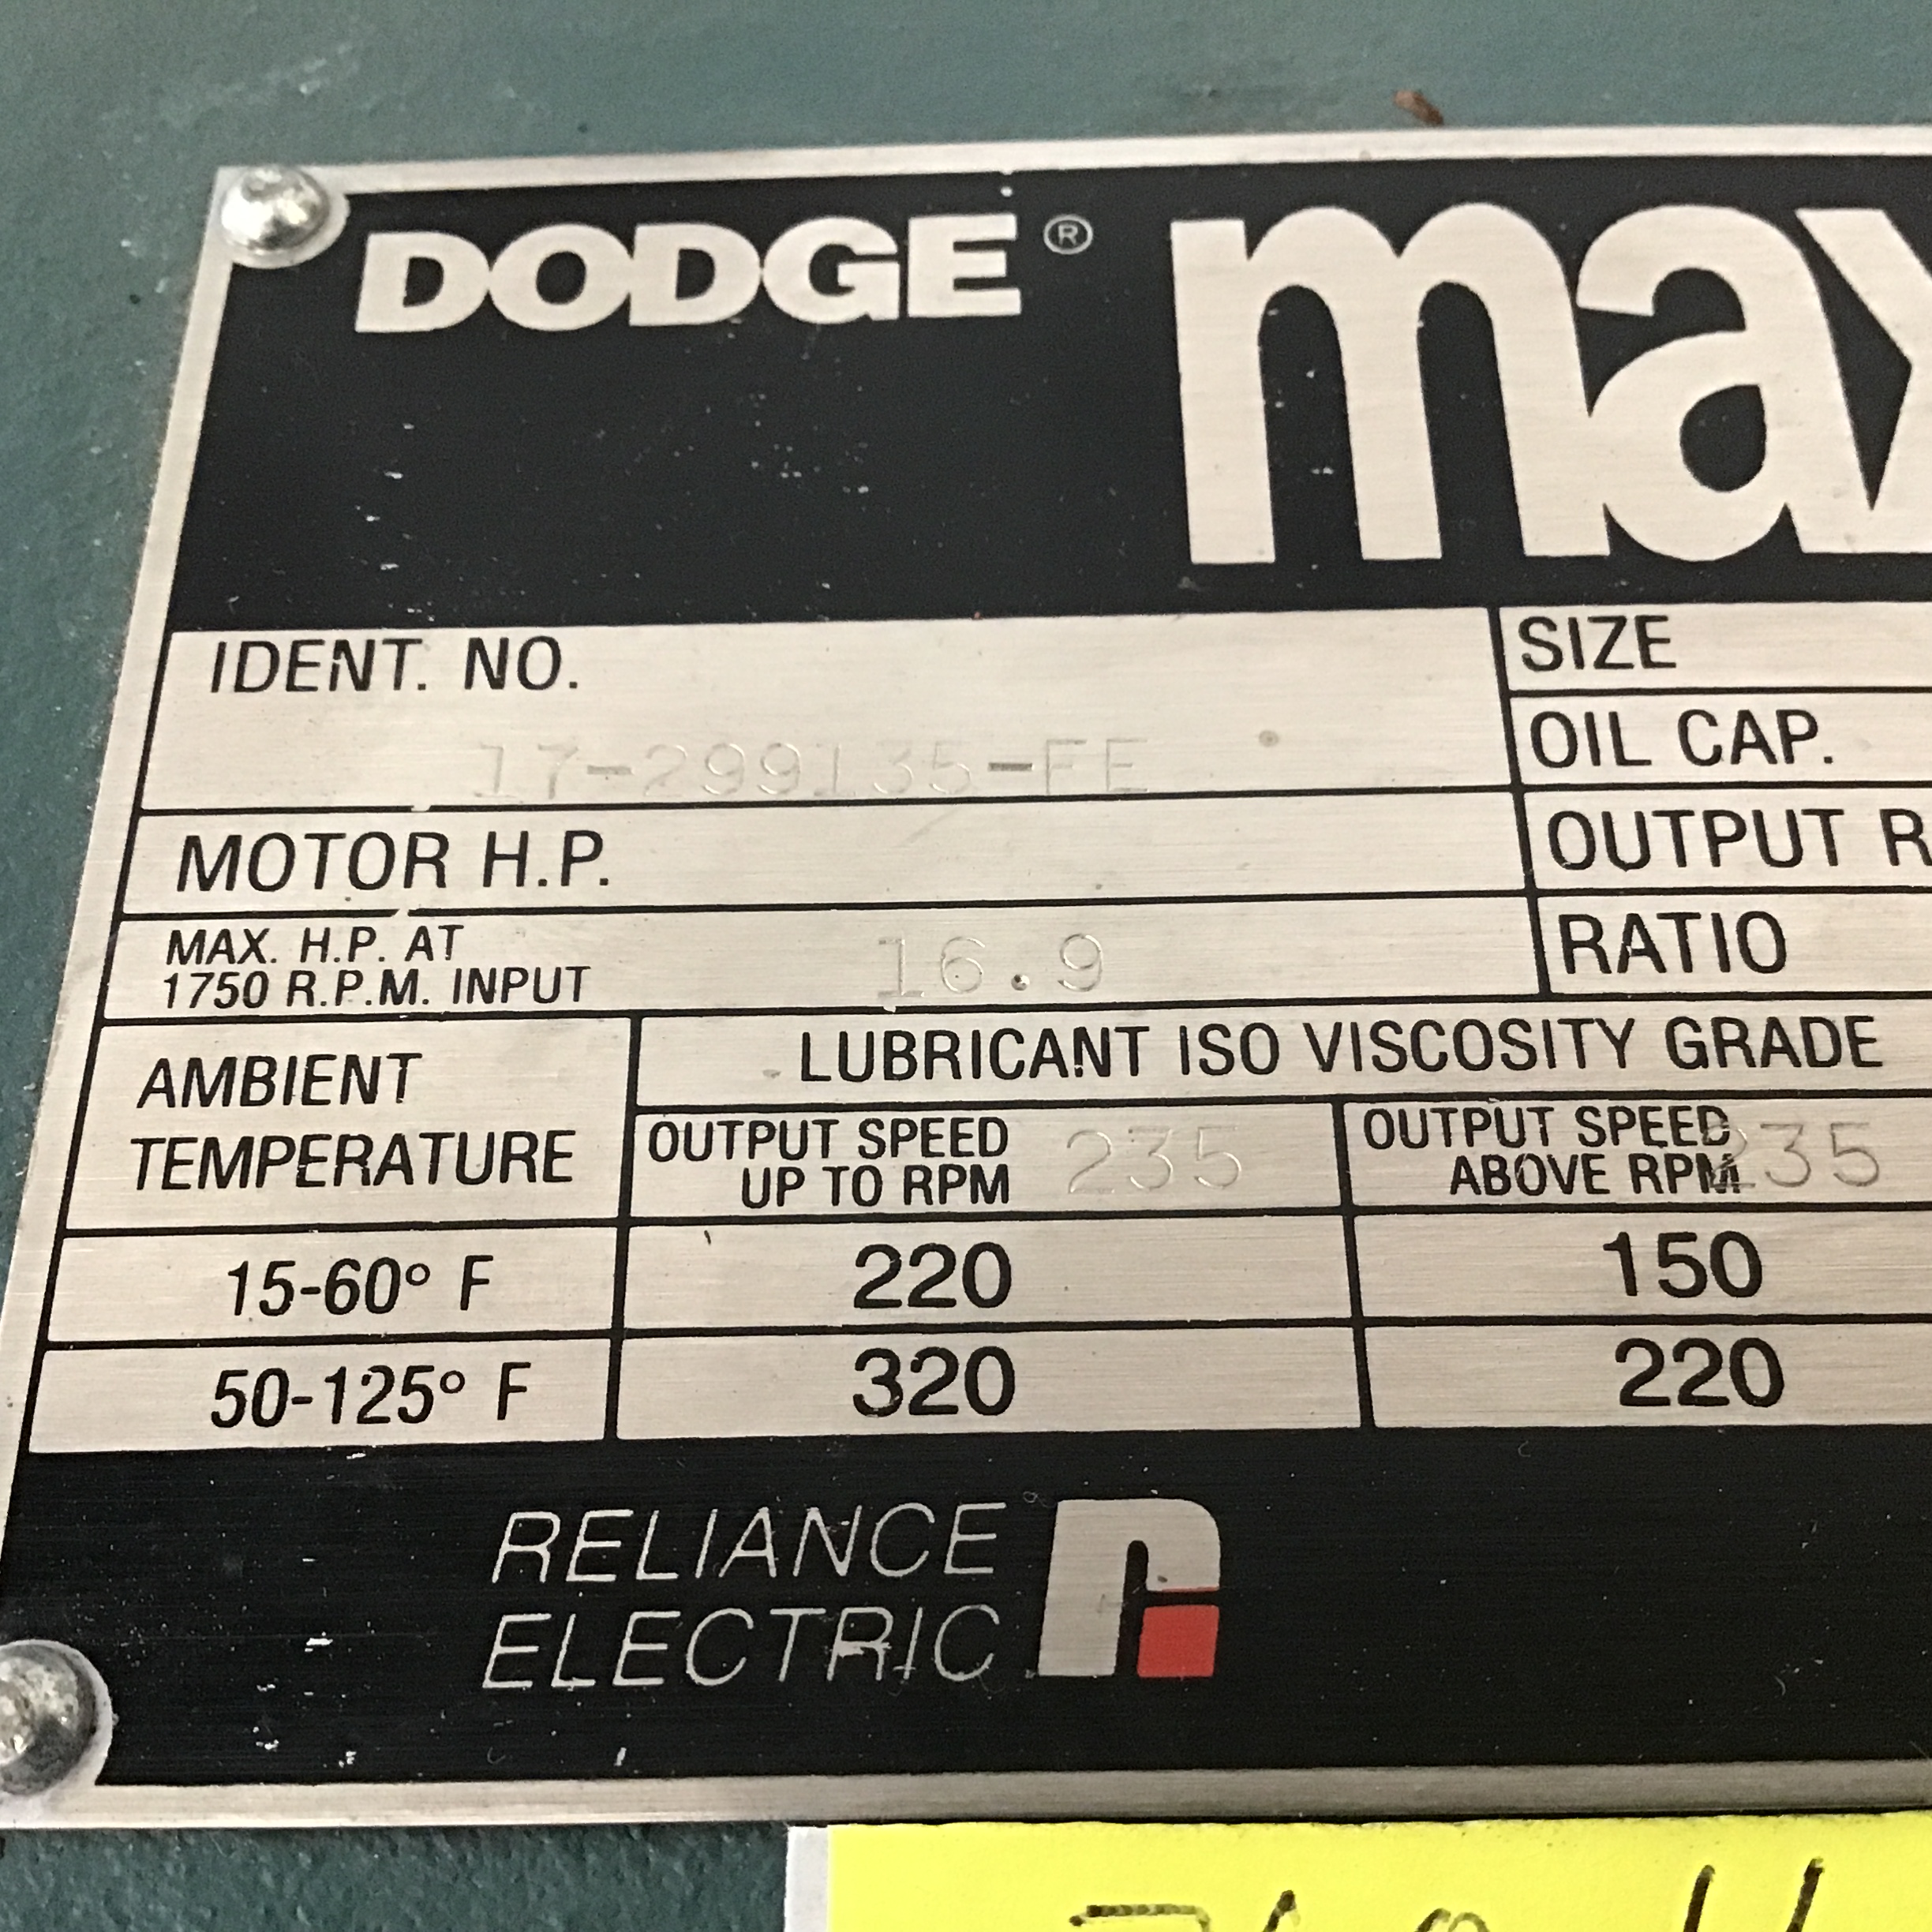 DODGE® max
IDENT. NO.
17-299135-FE
SIZE
OIL CAP.
MOTOR H.P.
OUTPUT R
MAX. H.P. AT
1750 R.P.M. INPUT
16.9
RATIO
AMBIENT
TEMPERATURE
LUBRICANT ISO VISCOSITY GRADE
OUTPUT SPEED
UP TO RPM
235
OUTPUT SPEED
ABOVE RPM
235
15-60° F
220
150
50-125° F
320
220
RELIANCE
ELECTRIC